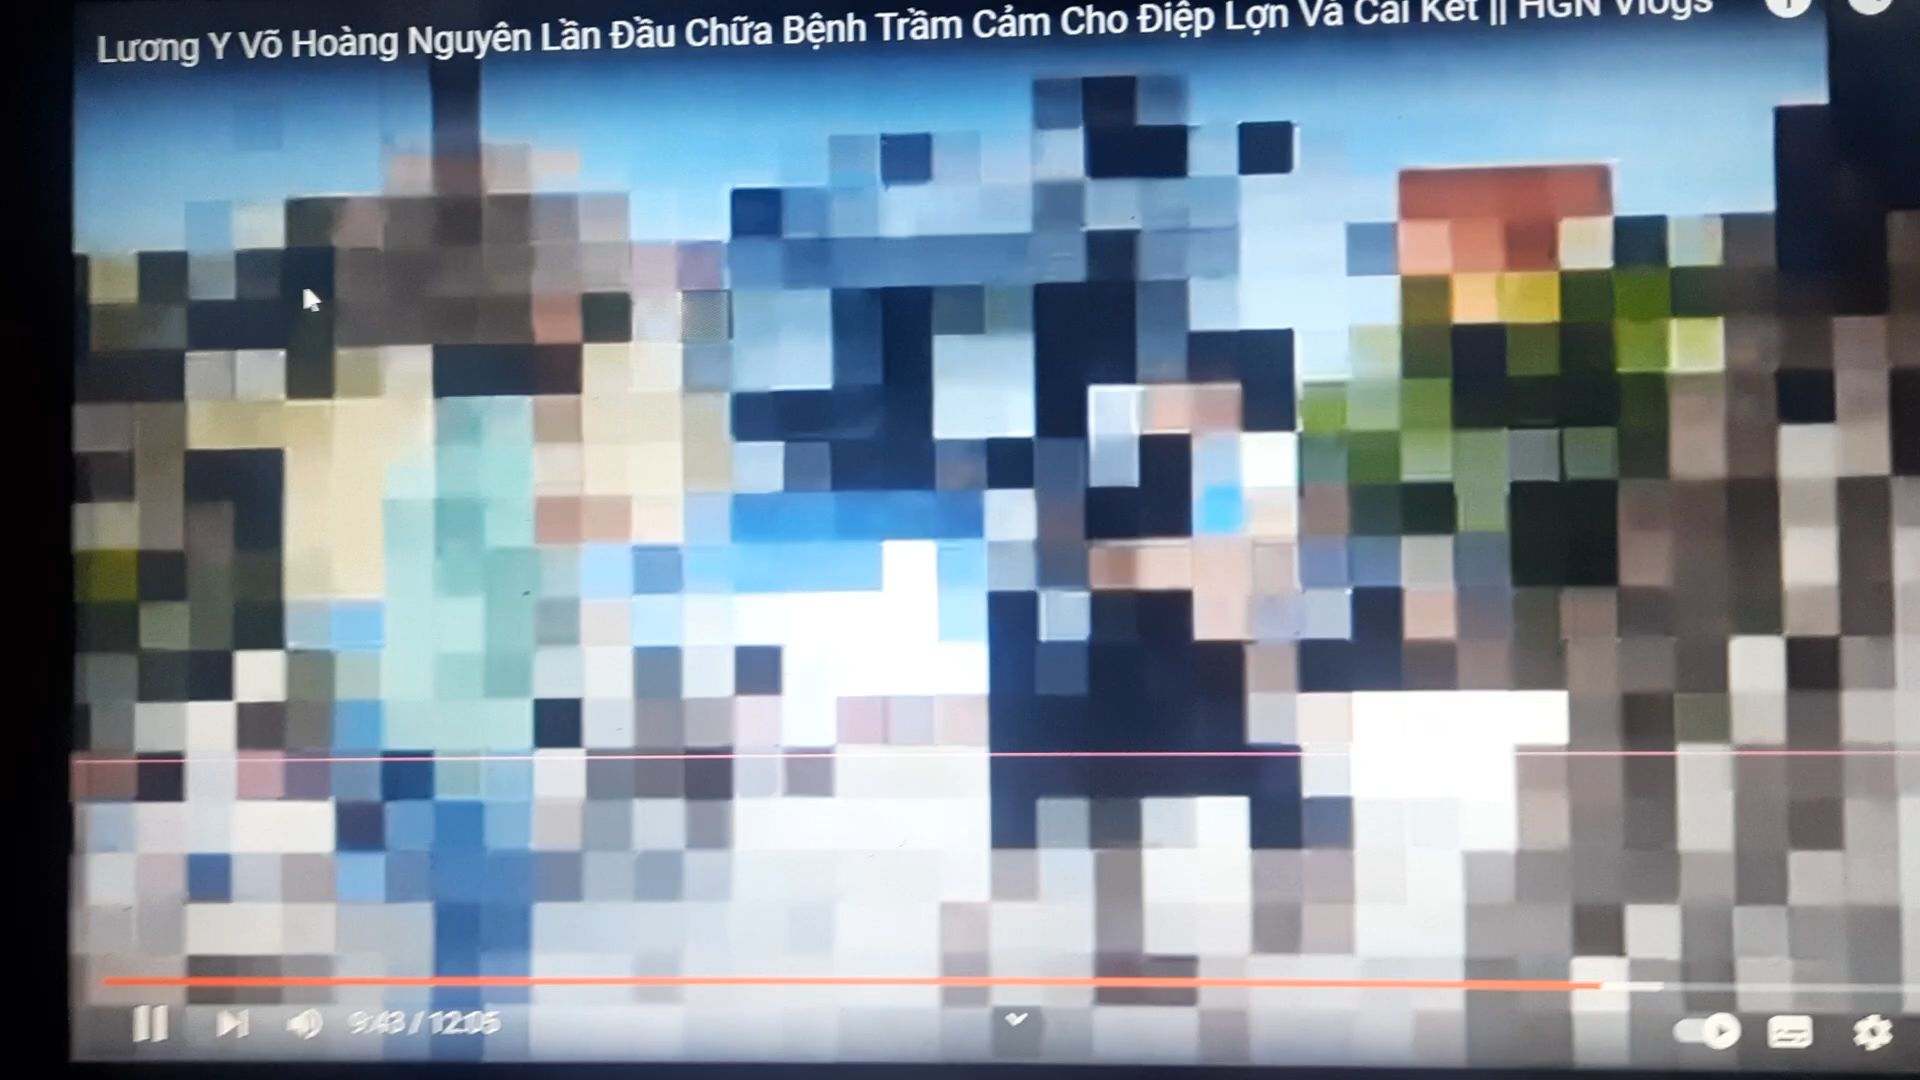 Lương Y Võ Hoàng Nguyên Lần Đầu Chữa Bệnh Trầm Cảm Cho Điệp Lợn Và Cái Kết || HGN Vlogs
9:43 / 12:05